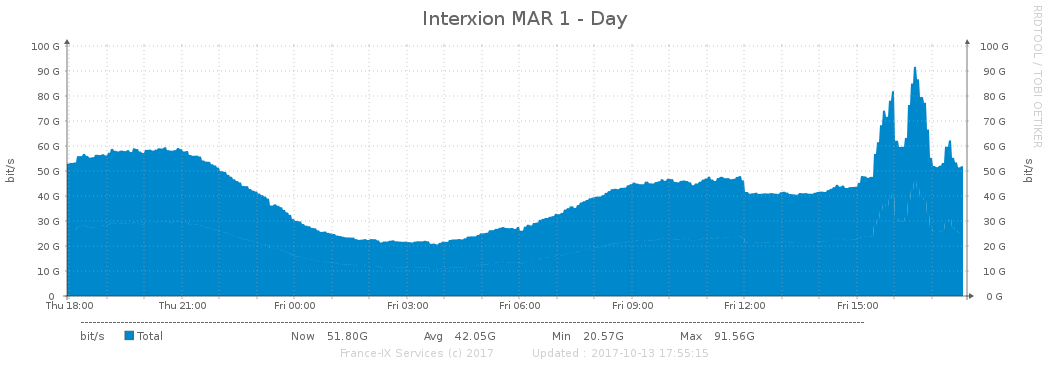 Interxion MAR 1 - Day
RRDTOOL / TOBI OETIKER
100 G 100 G
90 G 90 G
80 G 80 G
70 G 70 G
60 G 60 G
50 G 50 G
40 G 40 G
30 G 30 G
20 G 20 G
10 G 10 G
0 0 G
bit/s bit/s
Thu 18:00 Thu 21:00 Fri 00:00 Fri 03:00 Fri 06:00 Fri 09:00 Fri 12:00 Fri 15:00
bit/s Total Now 51.80G Avg 42.05G Min 20.57G Max 91.56G
France-IX Services (c) 2017 Updated : 2017-10-13 17:55:15